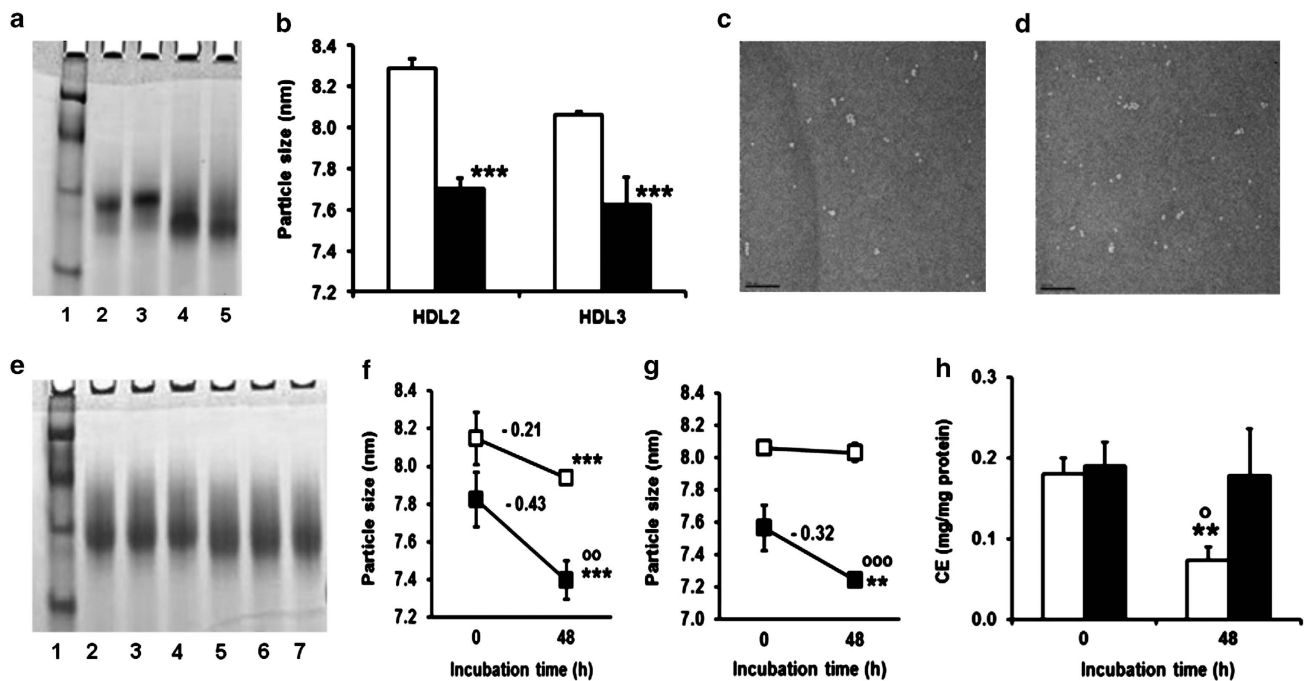 a
1 2 3 4 5
b
Particle size (nm)
8.4
8.2
8.0
7.8
7.6
7.4
7.2
***
***
HDL2 HDL3
c
d
e
1 2 3 4 5 6 7
f
Particle size (nm)
8.4
8.2
8.0
7.8
7.6
7.4
7.2
- 0.21
***
- 0.43
oo
***
0 48
Incubation time (h)
g
Particle size (nm)
8.4
8.2
8.0
7.8
7.6
7.4
7.2
7.0
- 0.32
ooo
**
0 48
Incubation time (h)
h
CE (mg/mg protein)
0.3
0.2
0.1
0.0
o
**
0 48
Incubation time (h)